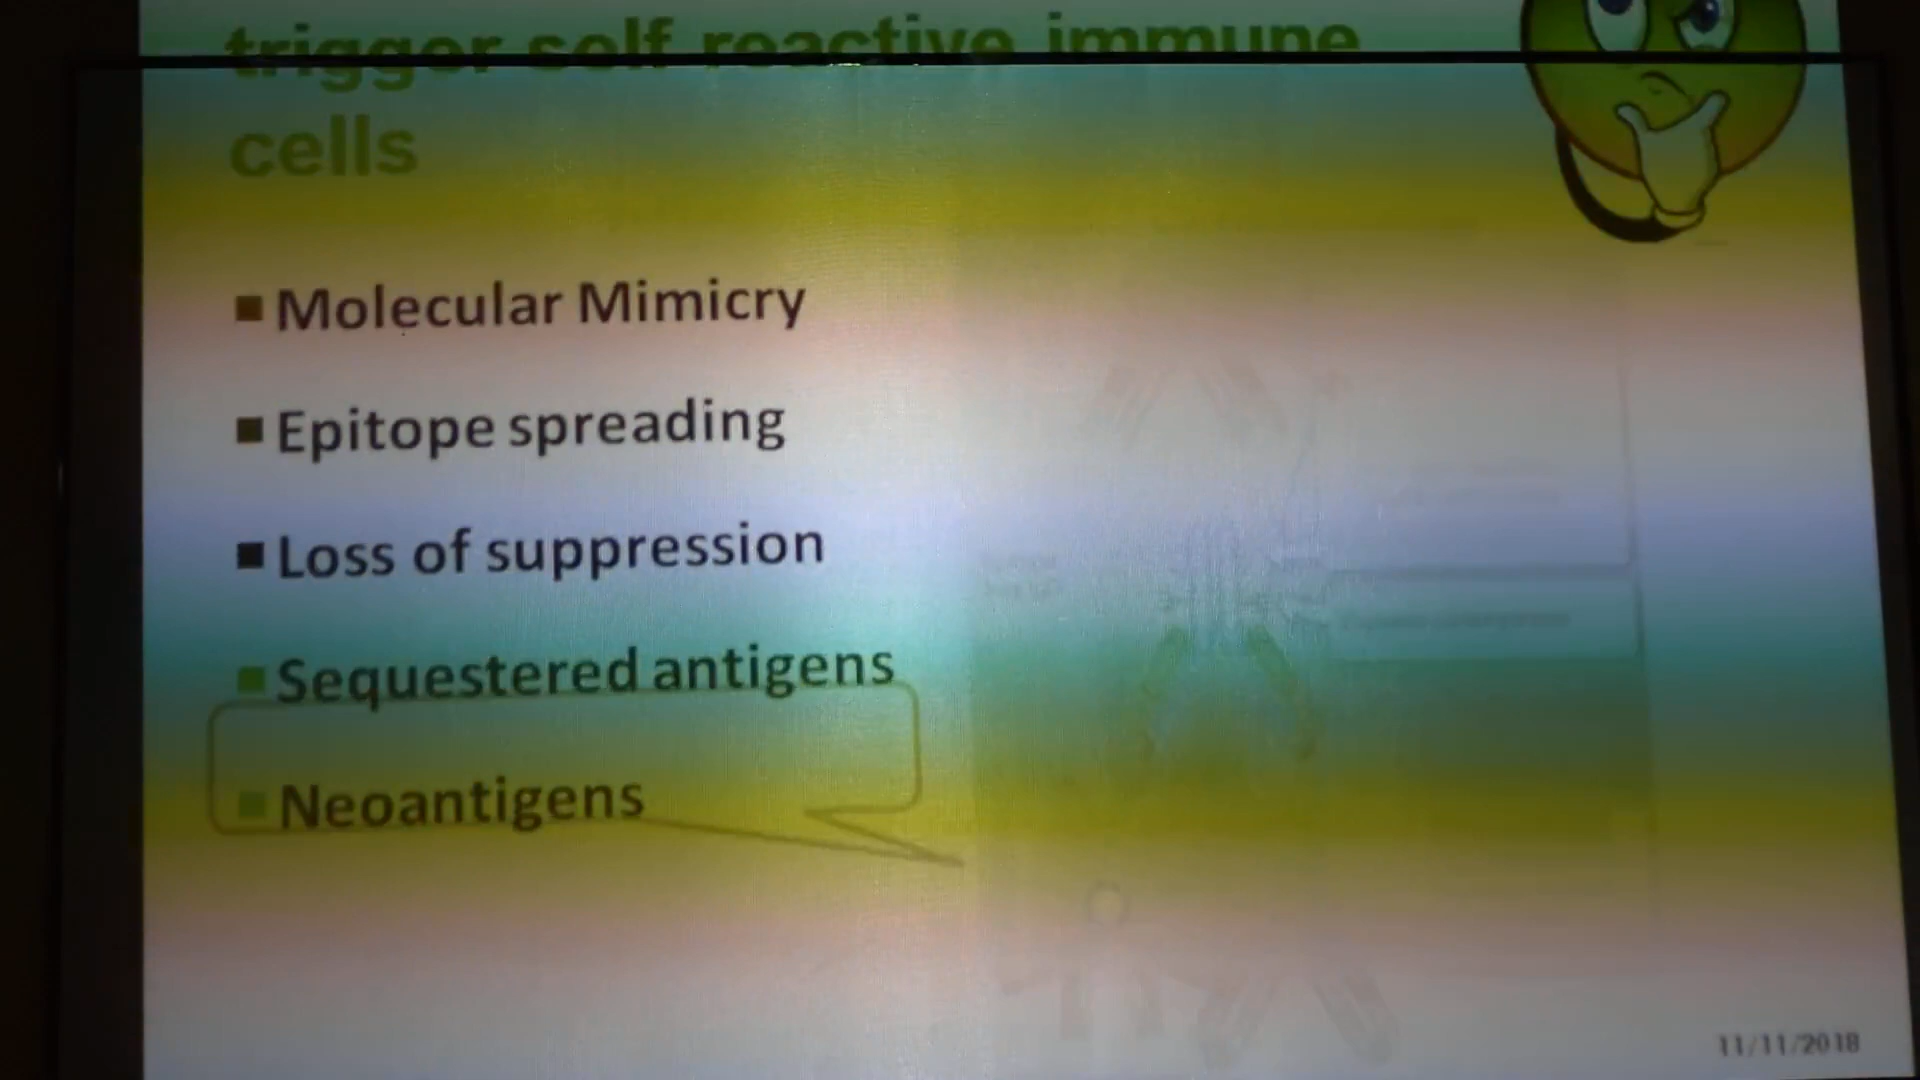 trigger self reactive immune
cells
Molecular Mimicry
Epitope spreading
Loss of suppression
Sequestered antigens
Neoantigens
11/11/2018